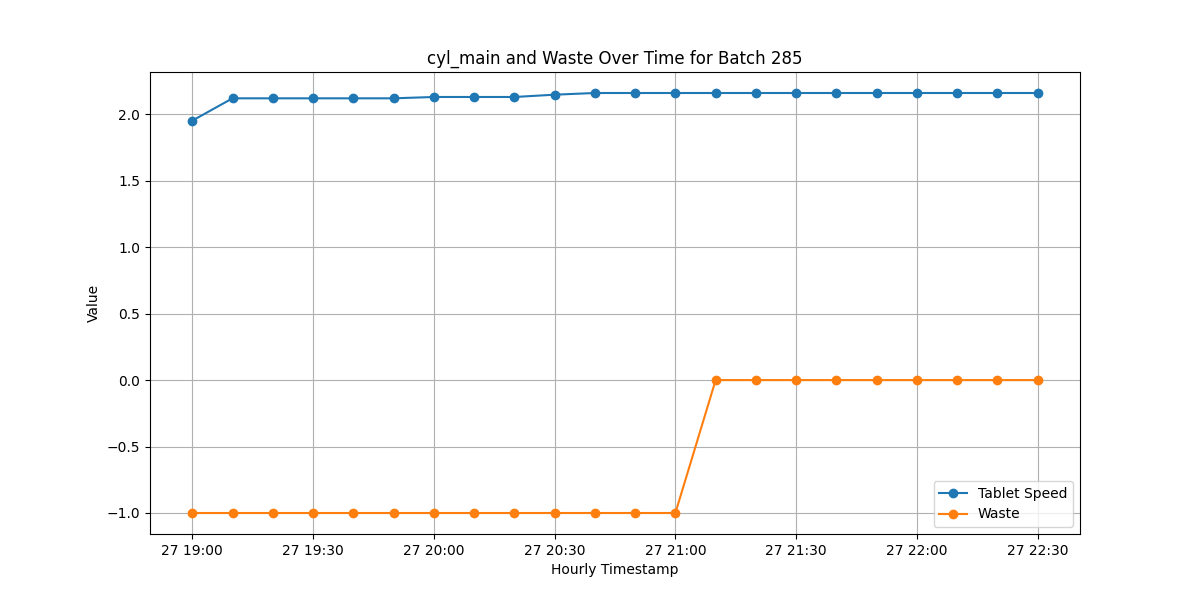 cyl_main and Waste Over Time for Batch 285
2.0
1.5
1.0
0.5
0.0
−0.5
−1.0
Value
Tablet Speed
Waste
27 19:00 27 19:30 27 20:00 27 20:30 27 21:00 27 21:30 27 22:00 27 22:30
Hourly Timestamp